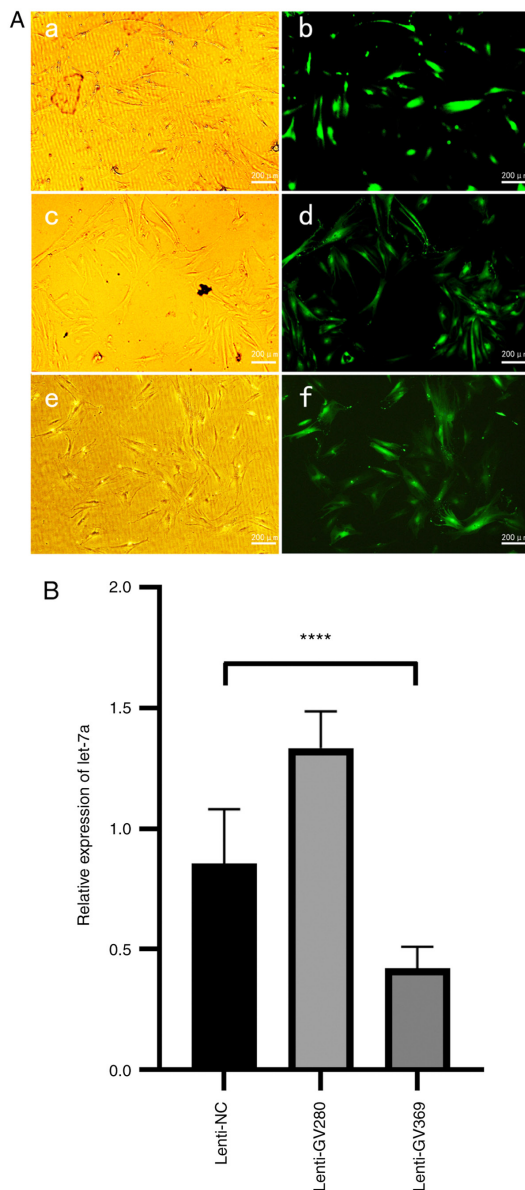 A
a
b
200 μm
200 μm
c
d
200 μm
200 μm
e
f
200 μm
200 μm
B
2.0
****
1.5
1.0
0.5
0.0
Relative expression of let-7a
Lenti-NC
Lenti-GV280
Lenti-GV369